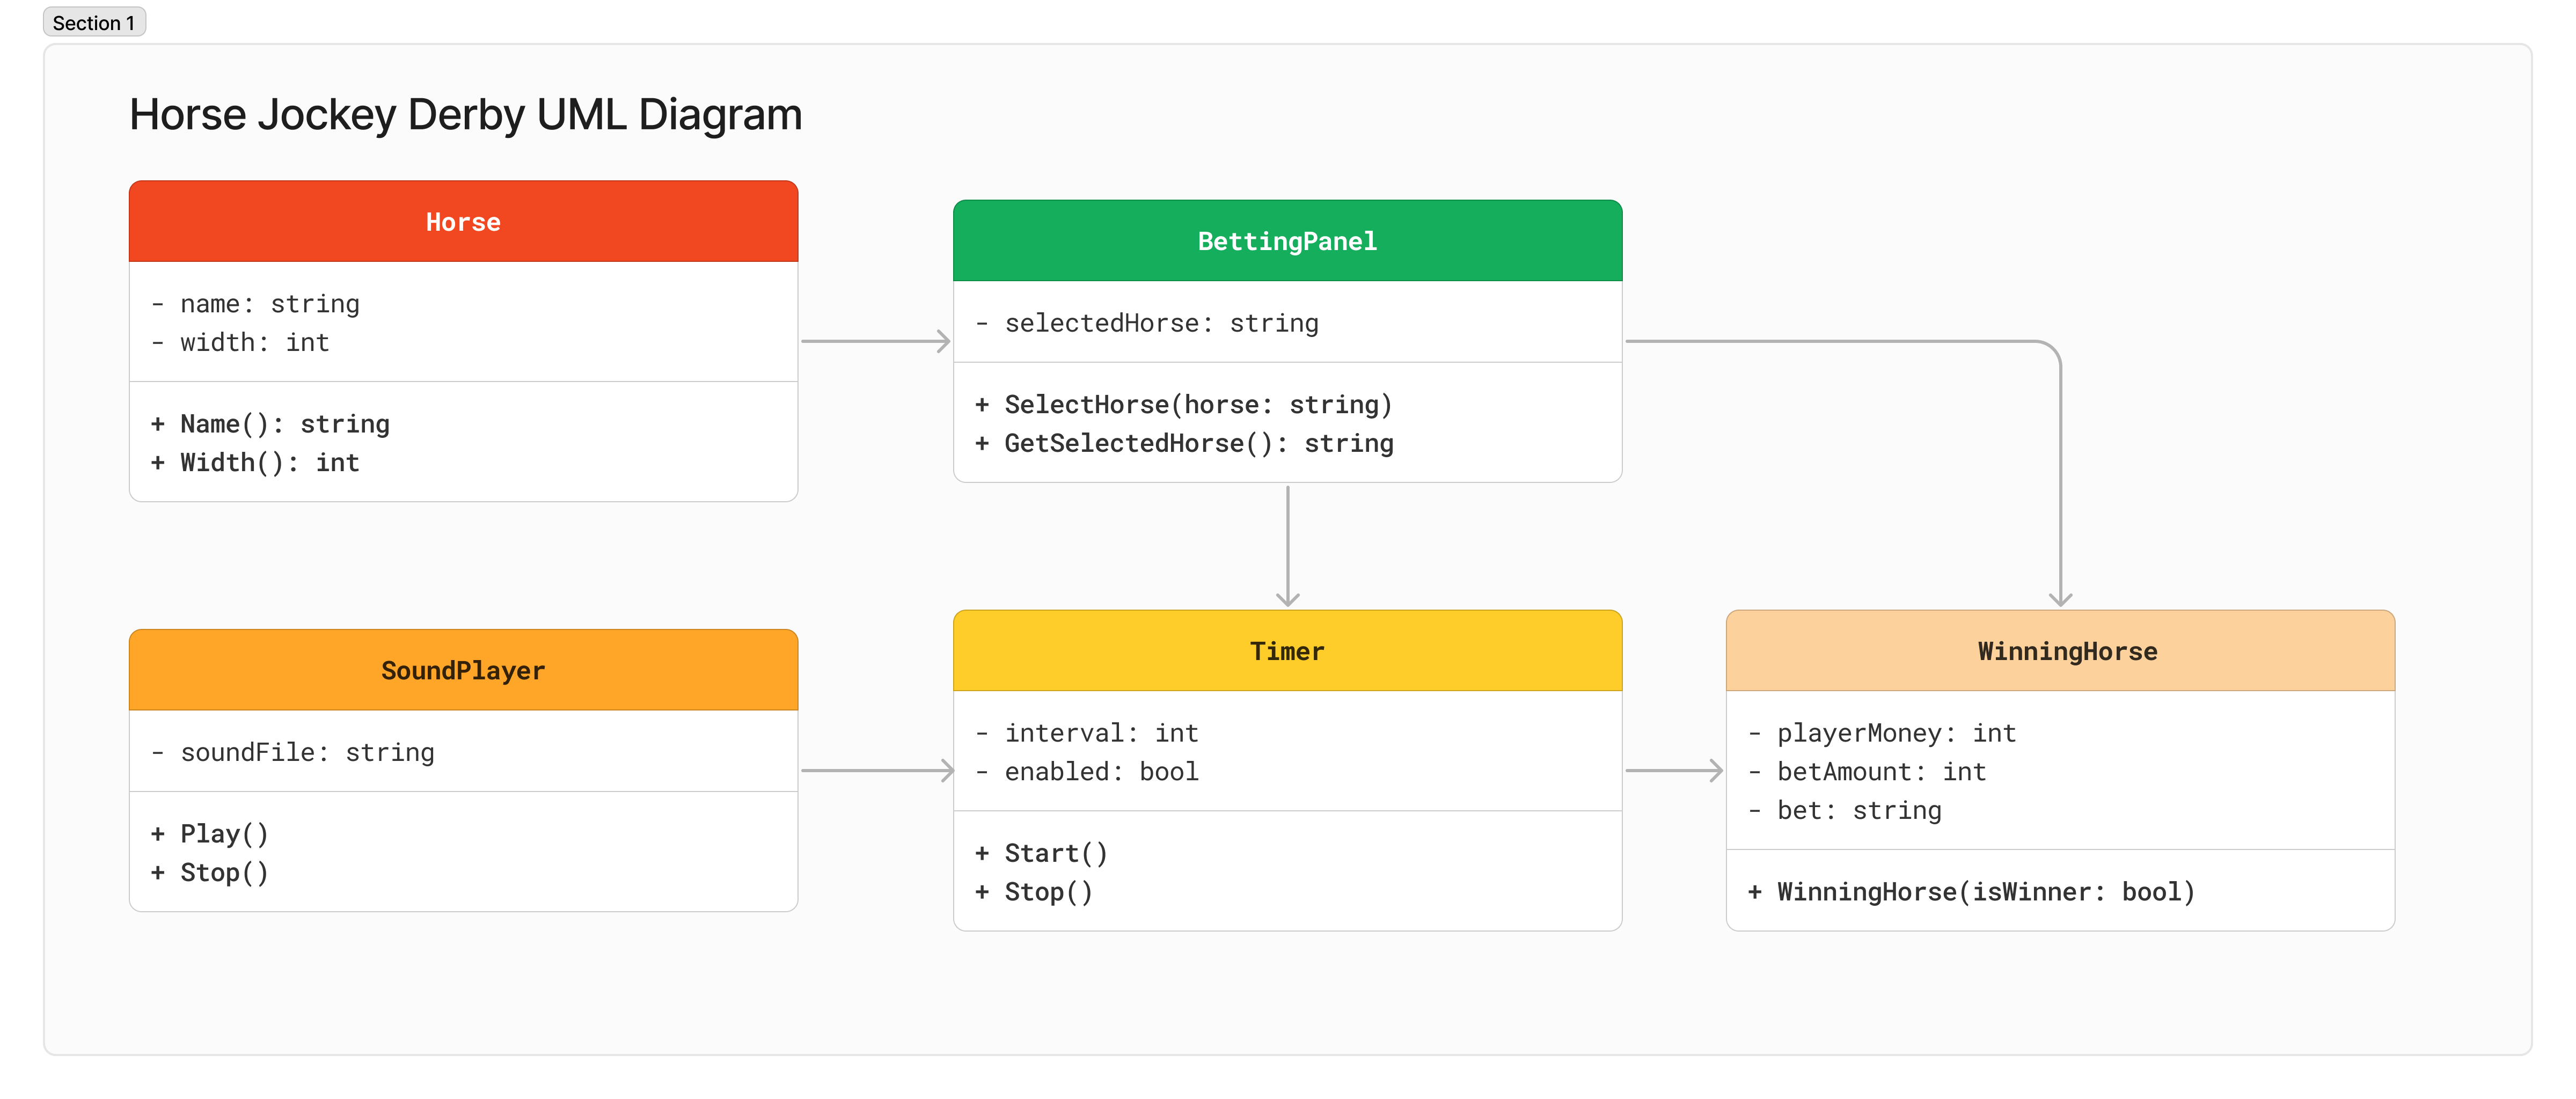 Section 1
Horse Jockey Derby UML Diagram
Horse
- name: string
- width: int
+ Name(): string
+ Width(): int
BettingPanel
- selectedHorse: string
+ SelectHorse(horse: string)
+ GetSelectedHorse(): string
SoundPlayer
- soundFile: string
+ Play()
+ Stop()
Timer
- interval: int
- enabled: bool
+ Start()
+ Stop()
WinningHorse
- playerMoney: int
- betAmount: int
- bet: string
+ WinningHorse(isWinner: bool)